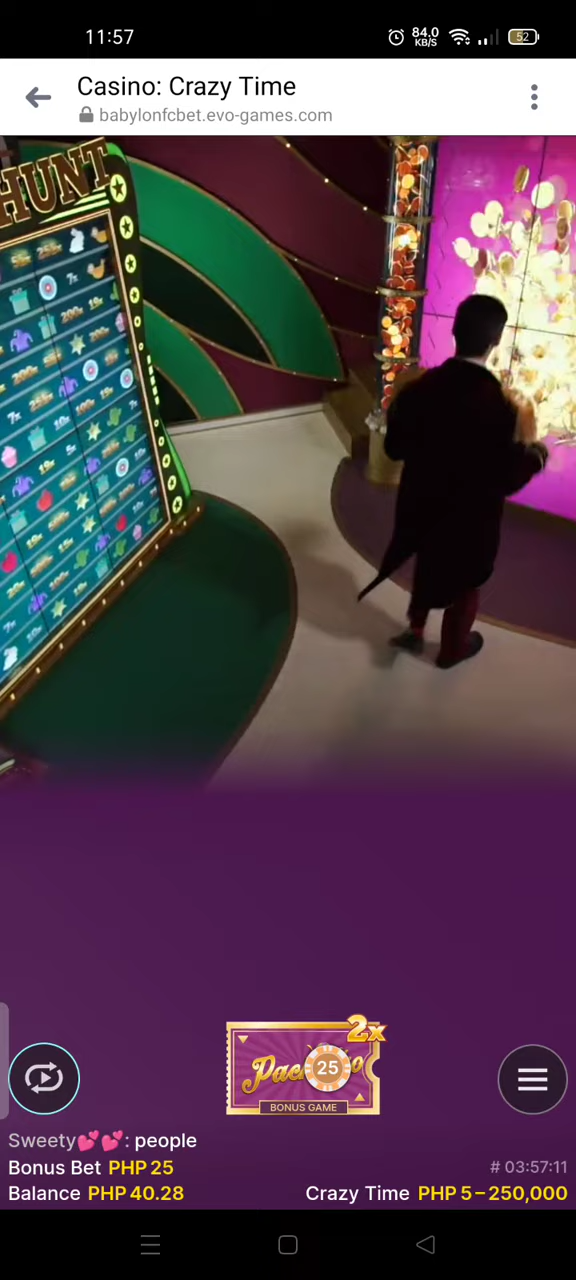 11:57
84.0
KB/S
52
Casino: Crazy Time
babylonfcbet.evo-games.com
HUNT
2x
25
BONUS GAME
Sweety💕💕: people
Bonus Bet PHP 25
# 03:57:11
Balance PHP 40.28
Crazy Time PHP 5–250,000